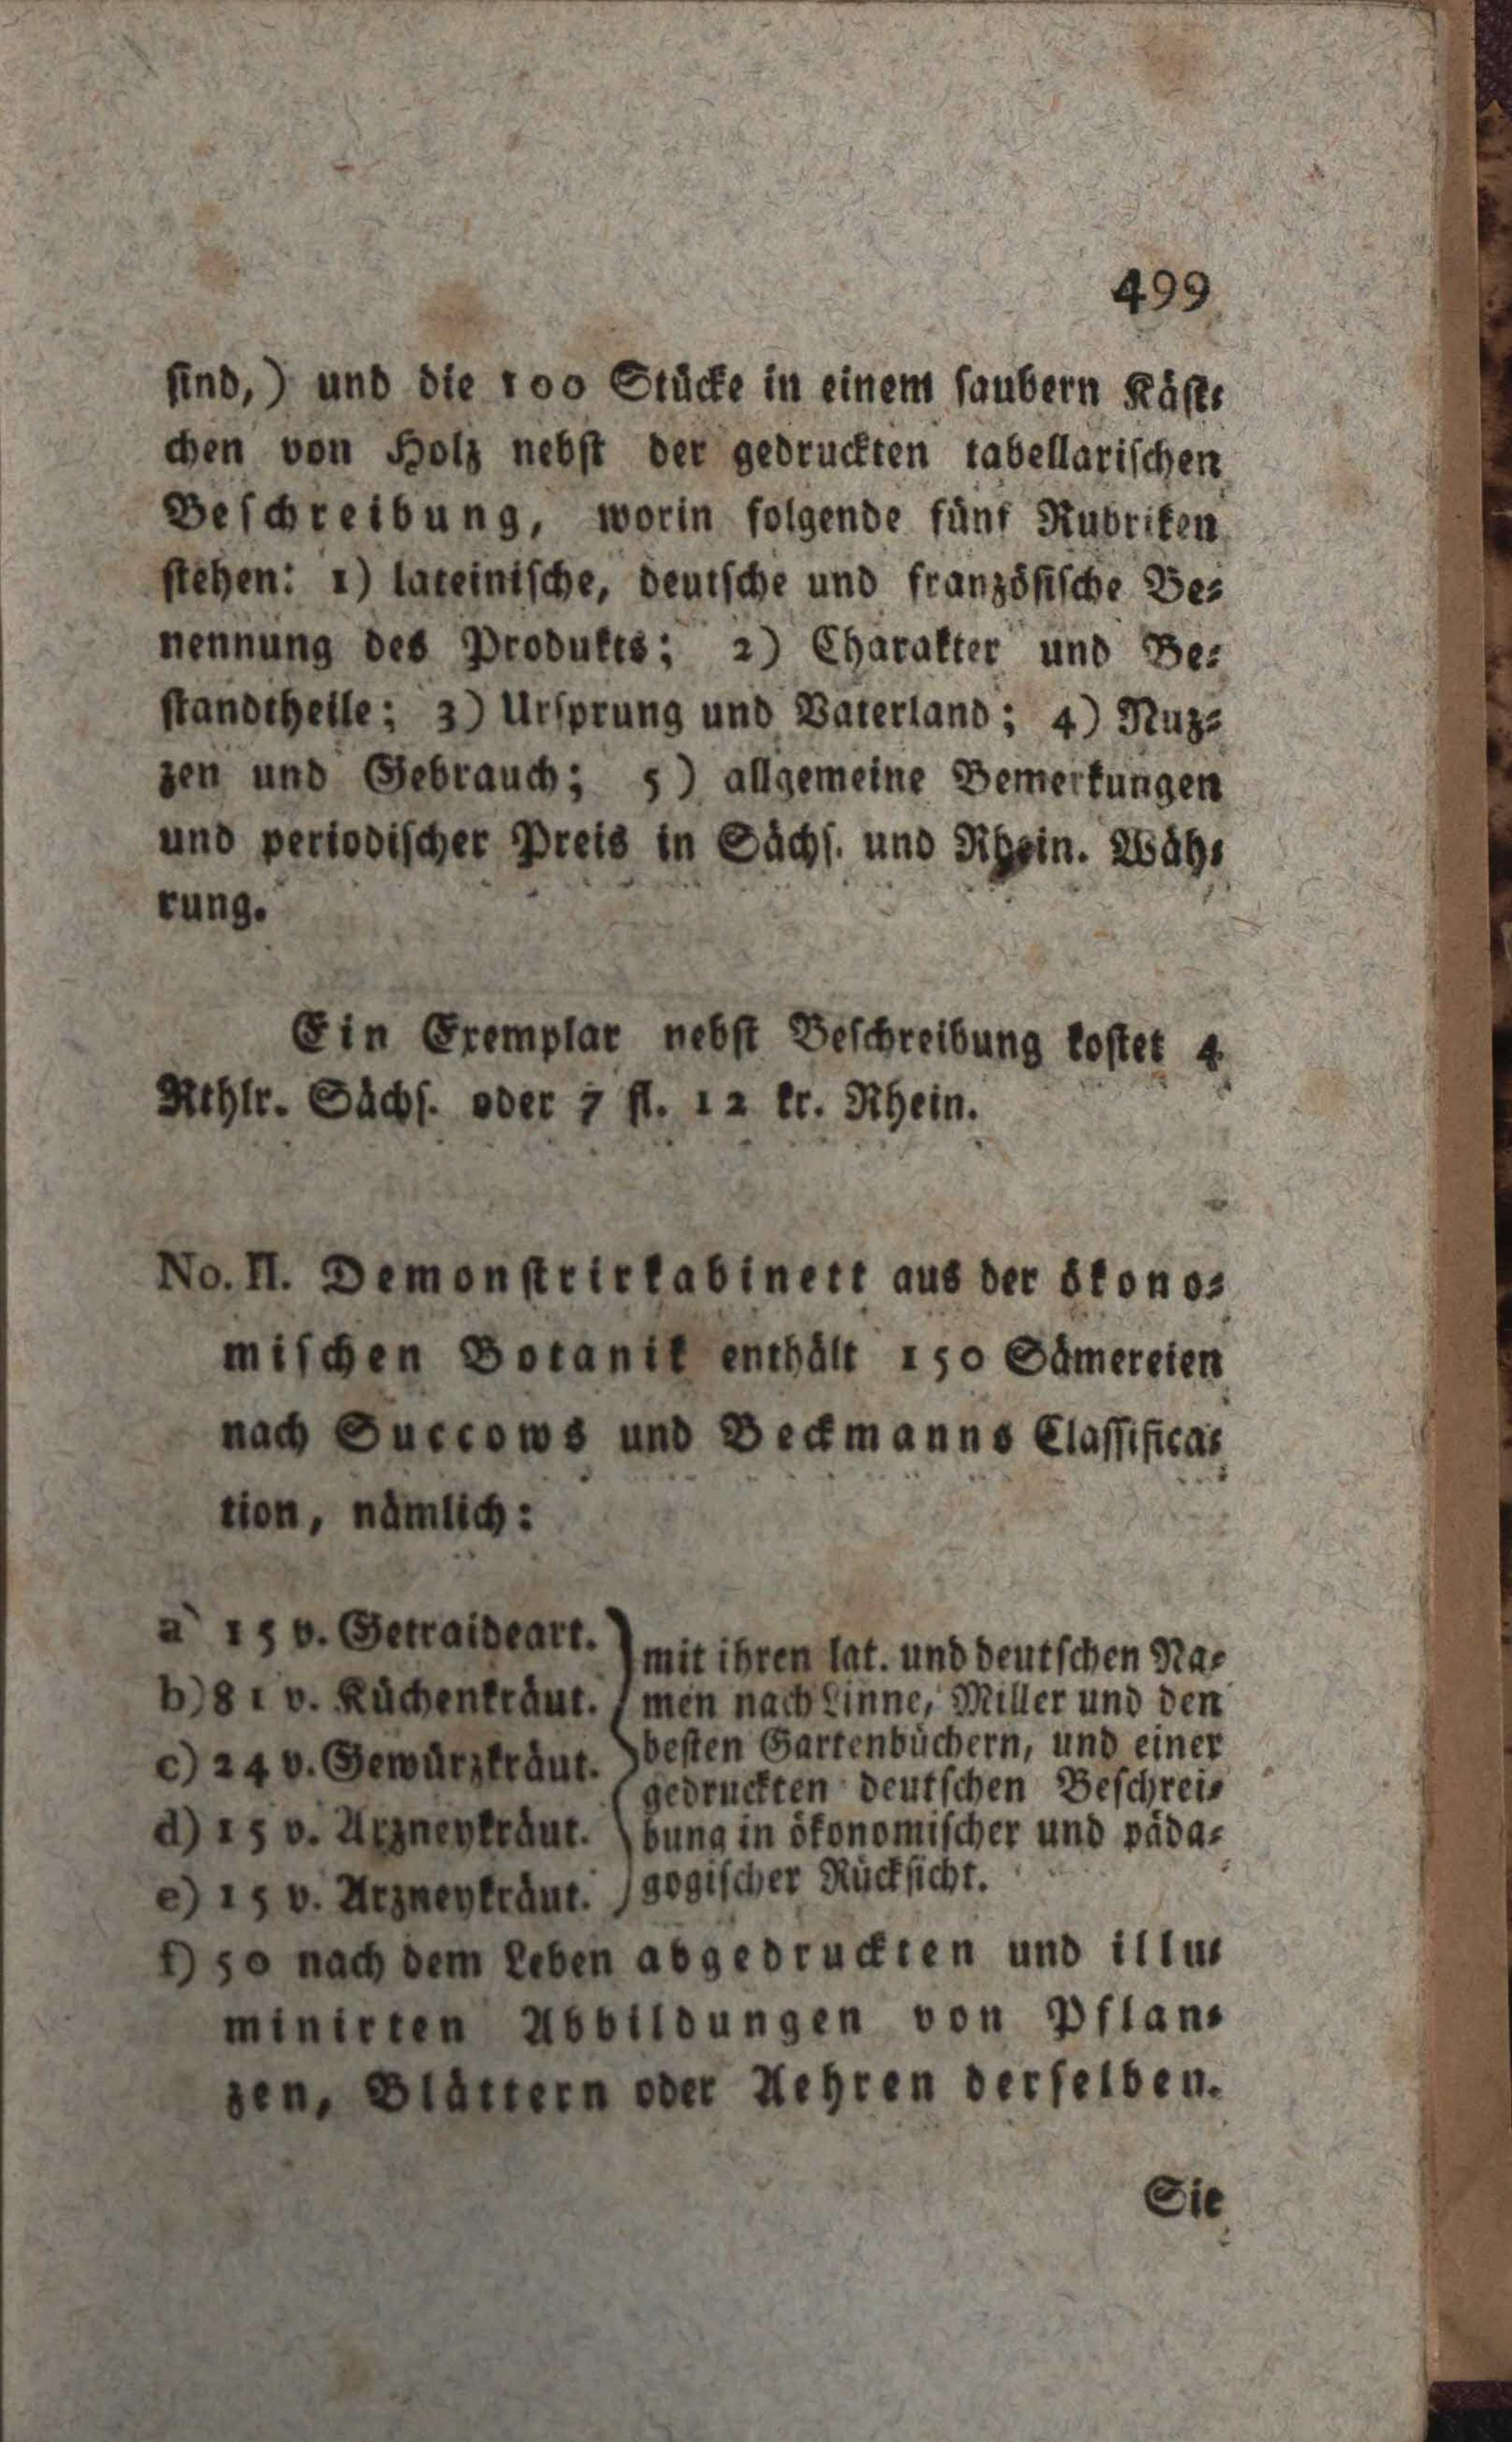 499
sind,) und die 100 Stücke in einem saubern Käst-
chen von Holz nebst der gedruckten tabellarischen
Beschreibung, worin folgende fünf Rubriken
stehen: 1) lateinische, deutsche und französische Be-
nennung des Produkts; 2) Charakter und Be-
standtheile; 3) Ursprung und Vaterland; 4) Nuz-
zen und Gebrauch; 5) allgemeine Bemerkungen
und periodischer Preis in Sächs. und Rhein. Wäh-
rung.
Ein Exemplar nebst Beschreibung kostet 4
Rthlr. Sächs. oder 7 fl. 12 kr. Rhein.
No. II. Demonstrirkabinett aus der ökono-
mischen Botanik enthält 150 Sämereien
nach Succows und Beckmanns Classifica-
tion, nämlich:
a) 15 v. Getraideart.
b) 81 v. Küchenkräut.
c) 24 v. Gewürzkräut.
d) 15 v. Arzneykräut.
e) 15 v. Arzneykräut.
mit ihren lat. und deutschen Na-
men nach Linne, Miller und den
besten Gartenbüchern, und einer
gedruckten deutschen Beschrei-
bung in ökonomischer und päda-
gogischer Rücksicht.
f) 50 nach dem Leben abgedruckten und illu-
minirten Abbildungen von Pflan-
zen, Blättern oder Aehren derselben.
Sie